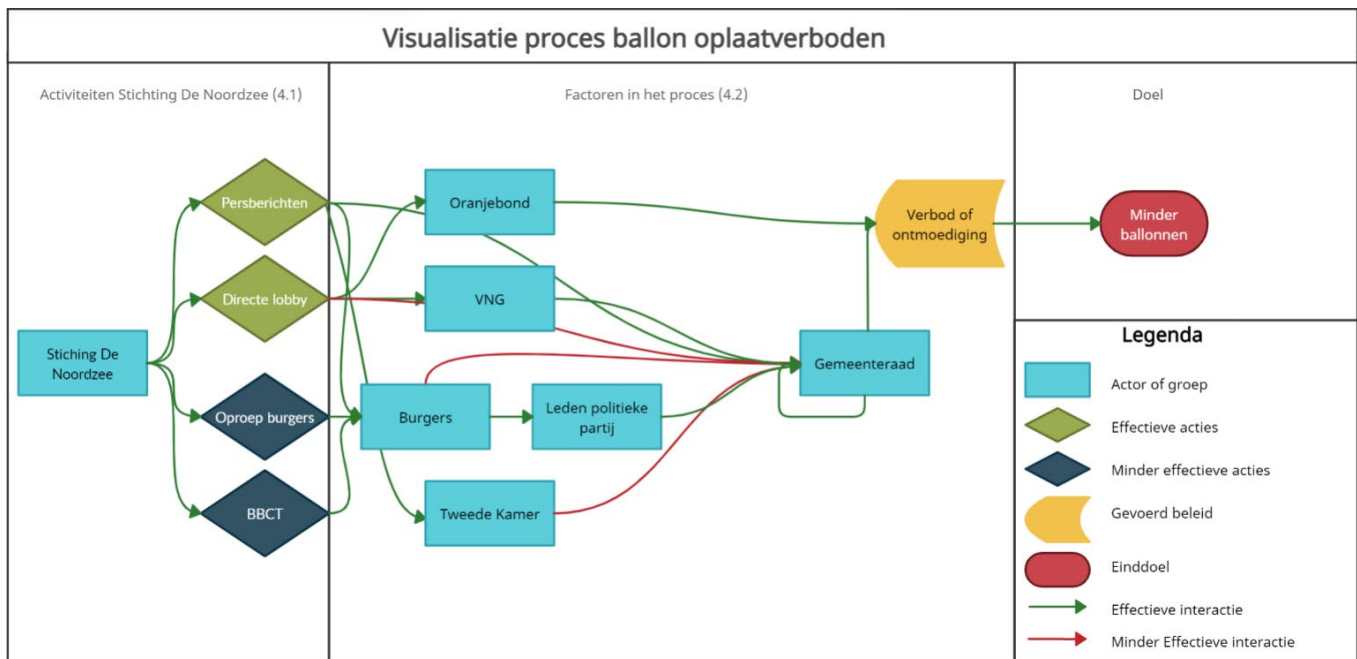 Visualisatie proces ballon oplaatverboden
Activiteiten Stichting De Noordzee (4.1)
Factoren in het proces (4.2)
Doel
Stiching De
Noordzee
Persberichten
Directe lobby
Oproep burgers
BBCT
Oranjebond
VNG
Burgers
Leden politieke
partij
Tweede Kamer
Gemeenteraad
Verbod of
ontmoediging
Minder
ballonnen
Legenda
Actor of groep
Effectieve acties
Minder effectieve acties
Gevoerd beleid
Einddoel
Effectieve interactie
Minder Effectieve interactie